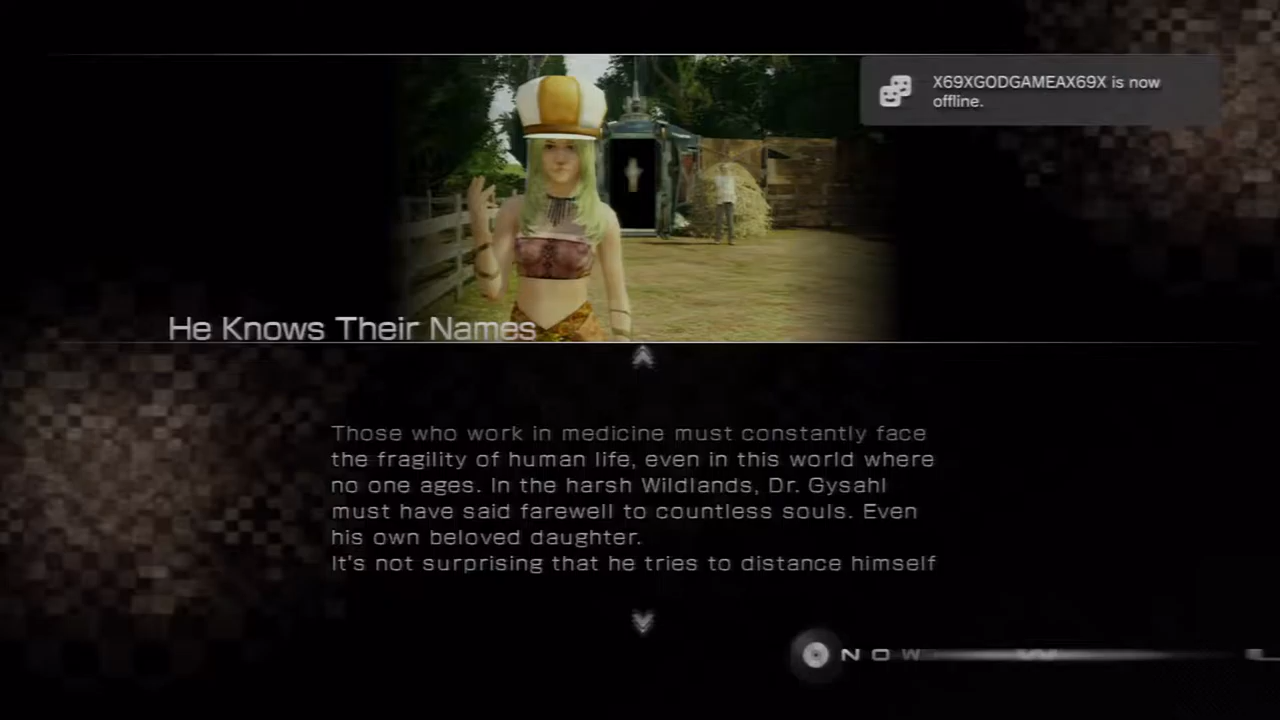 X69XGODGAMEAX69X is now
offline.
He Knows Their Names
Those who work in medicine must constantly face
the fragility of human life, even in this world where
no one ages. In the harsh Wildlands, Dr. Gysahl
must have said farewell to countless souls. Even
his own beloved daughter.
It's not surprising that he tries to distance himself
NOW